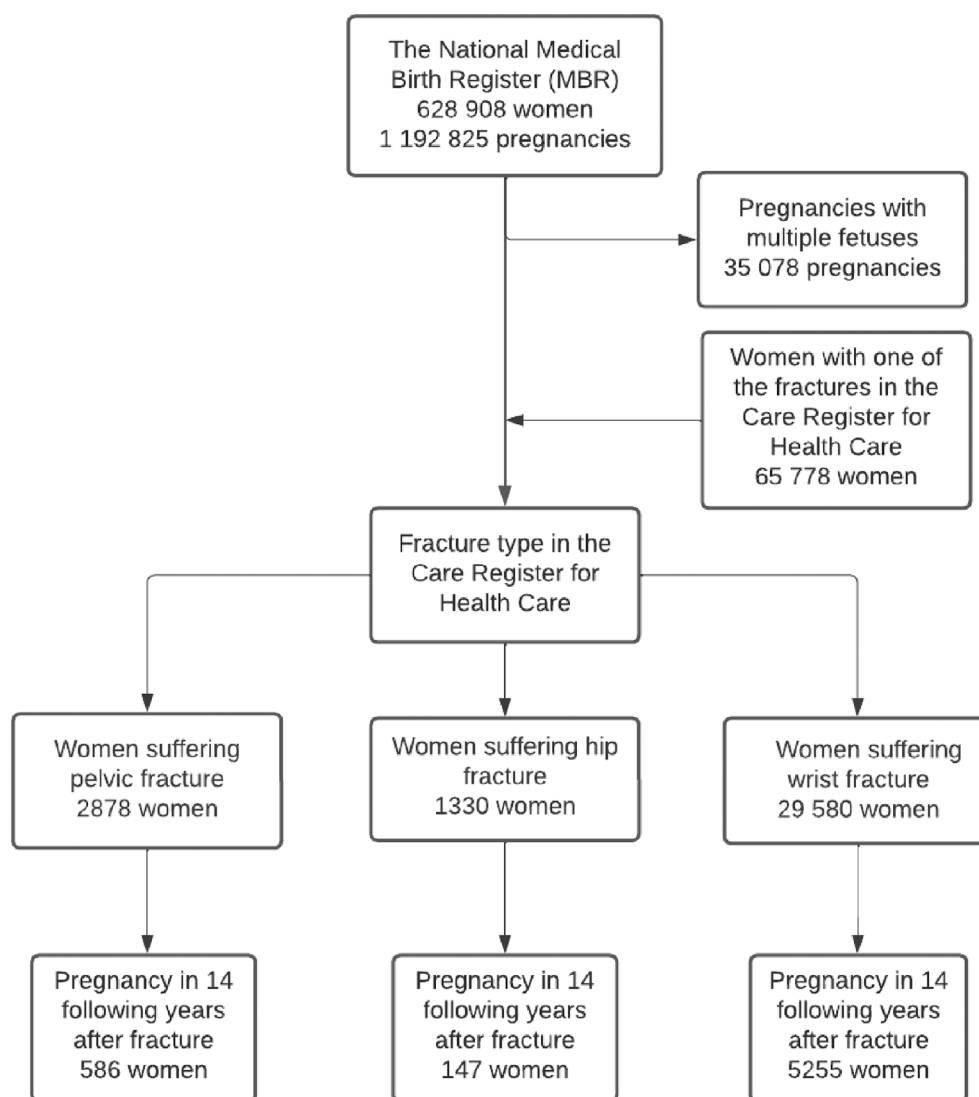 The National Medical
Birth Register (MBR)
628 908 women
1 192 825 pregnancies
Pregnancies with
multiple fetuses
35 078 pregnancies
Women with one of
the fractures in the
Care Register for
Health Care
65 778 women
Fracture type in the
Care Register for
Health Care
Women suffering
pelvic fracture
2878 women
Women suffering hip
fracture
1330 women
Women suffering
wrist fracture
29 580 women
Pregnancy in 14
following years
after fracture
586 women
Pregnancy in 14
following years
after fracture
147 women
Pregnancy in 14
following years
after fracture
5255 women